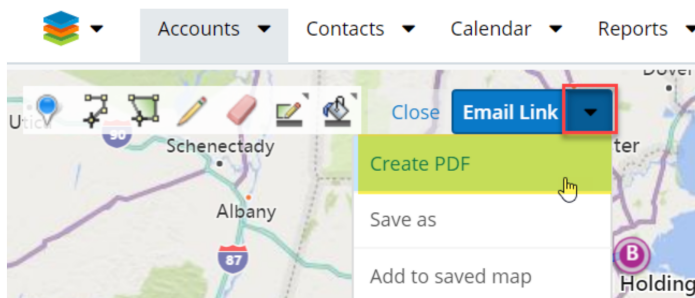 Accounts Contacts Calendar Reports
Dover
Utica
Close Email Link
90
Schenectady
ter
Create PDF
Albany
Save as
87
B
Holding
Add to saved map